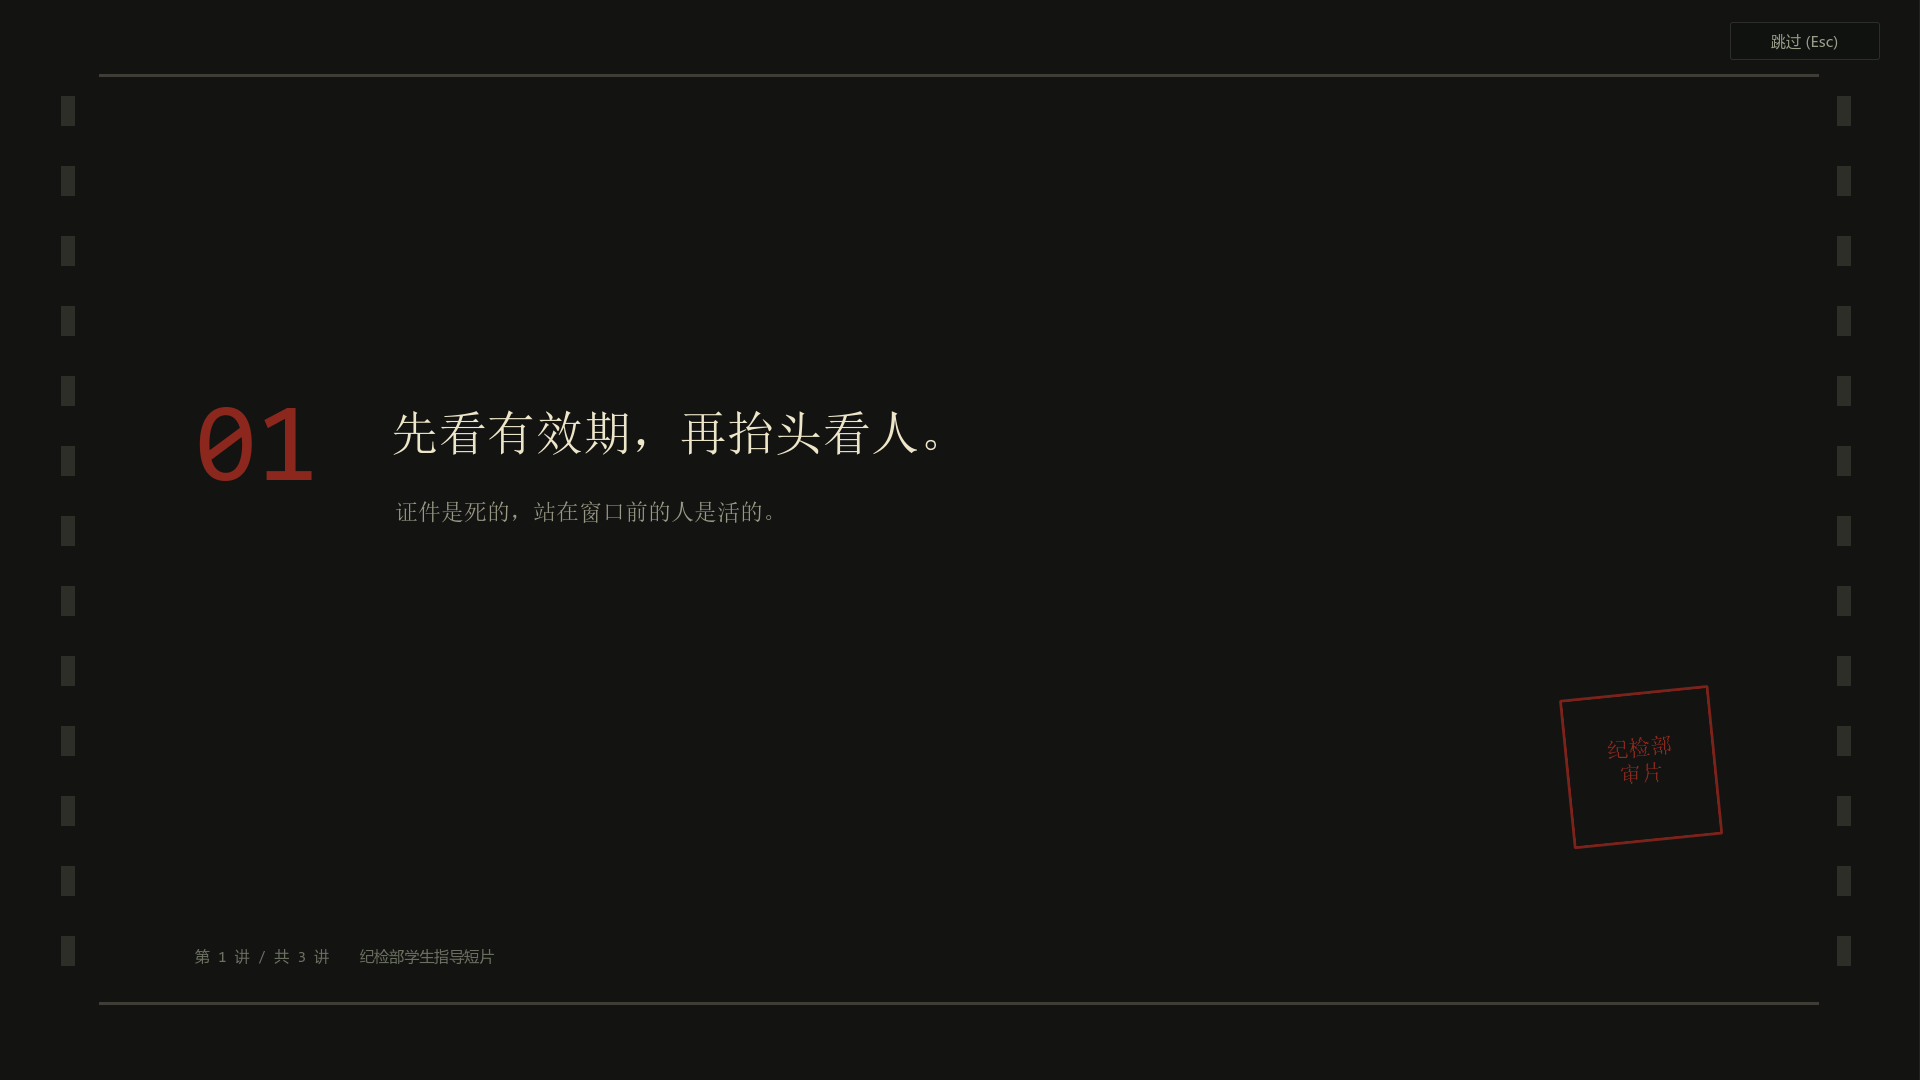 跳过 (Esc)
01
先看有效期，再抬头看人。
证件是死的，站在窗口前的人是活的。
纪检部
审片
第 1 讲 / 共 3 讲 纪检部学生指导短片